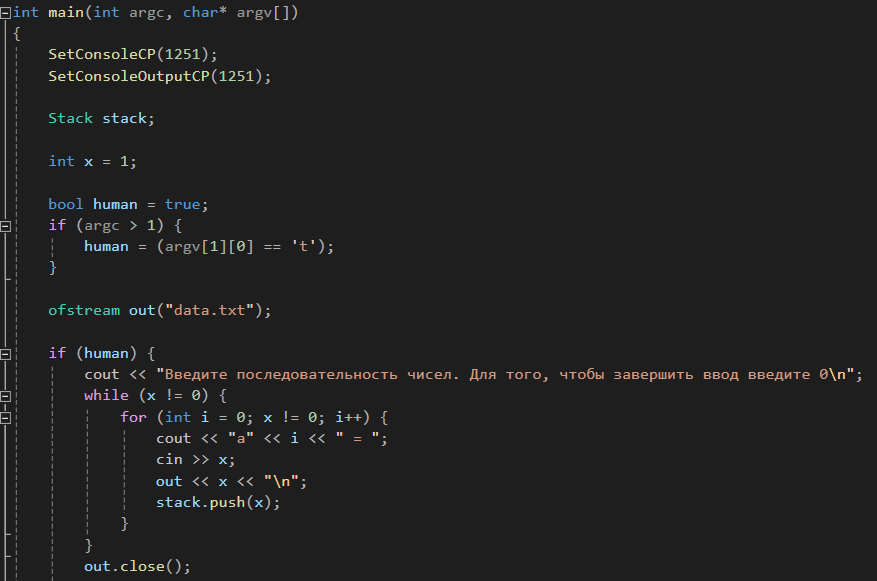 int main(int argc, char* argv[])
{
    SetConsoleCP(1251);
    SetConsoleOutputCP(1251);

    Stack stack;

    int x = 1;

    bool human = true;
    if (argc > 1) {
        human = (argv[1][0] == 't');
    }

    ofstream out("data.txt");

    if (human) {
        cout << "Введите последовательность чисел. Для того, чтобы завершить ввод введите 0\n";
        while (x != 0) {
            for (int i = 0; x != 0; i++) {
                cout << "a" << i << " = ";
                cin >> x;
                out << x << "\n";
                stack.push(x);
            }
        }
        out.close();